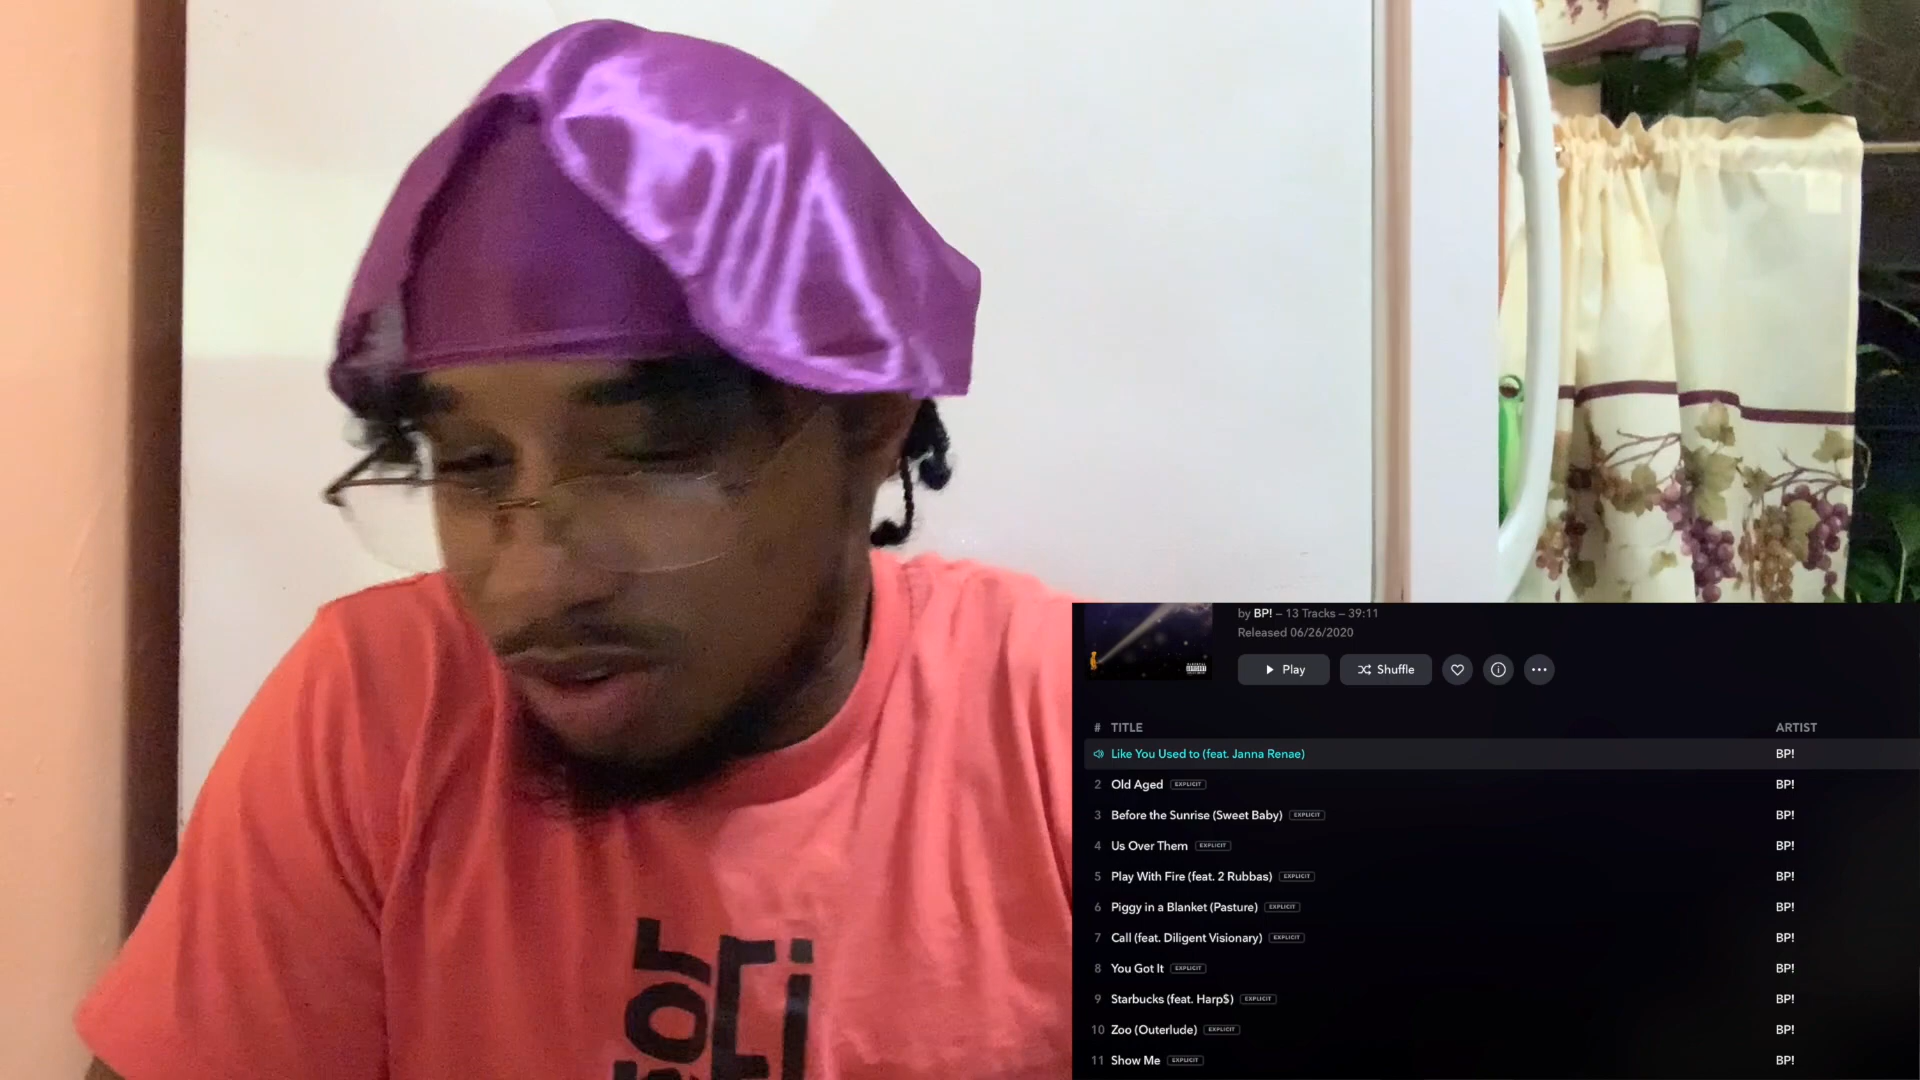 by BP! – 13 Tracks – 39:11
Released 06/26/2020
Play
Shuffle
# TITLE ARTIST
Like You Used to (feat. Janna Renae) BP!
2 Old Aged EXPLICIT BP!
3 Before the Sunrise (Sweet Baby) EXPLICIT BP!
4 Us Over Them EXPLICIT BP!
5 Play With Fire (feat. 2 Rubbas) EXPLICIT BP!
6 Piggy in a Blanket (Pasture) EXPLICIT BP!
7 Call (feat. Diligent Visionary) EXPLICIT BP!
8 You Got It EXPLICIT BP!
9 Starbucks (feat. Harp$) EXPLICIT BP!
10 Zoo (Outerlude) EXPLICIT BP!
11 Show Me EXPLICIT BP!